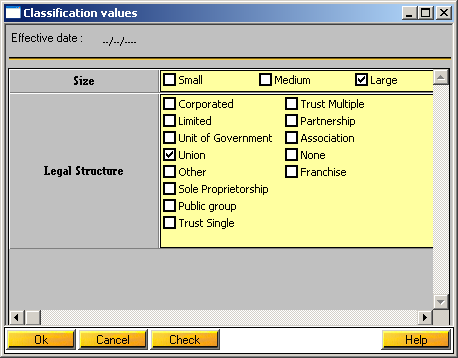 Classification values
Effective date : --/--/----
Size Small Medium Large
Legal Structure
Corporated Trust Multiple
Limited Partnership
Unit of Government Association
Union None
Other Franchise
Sole Proprietorship
Public group
Trust Single
Ok Cancel Check Help